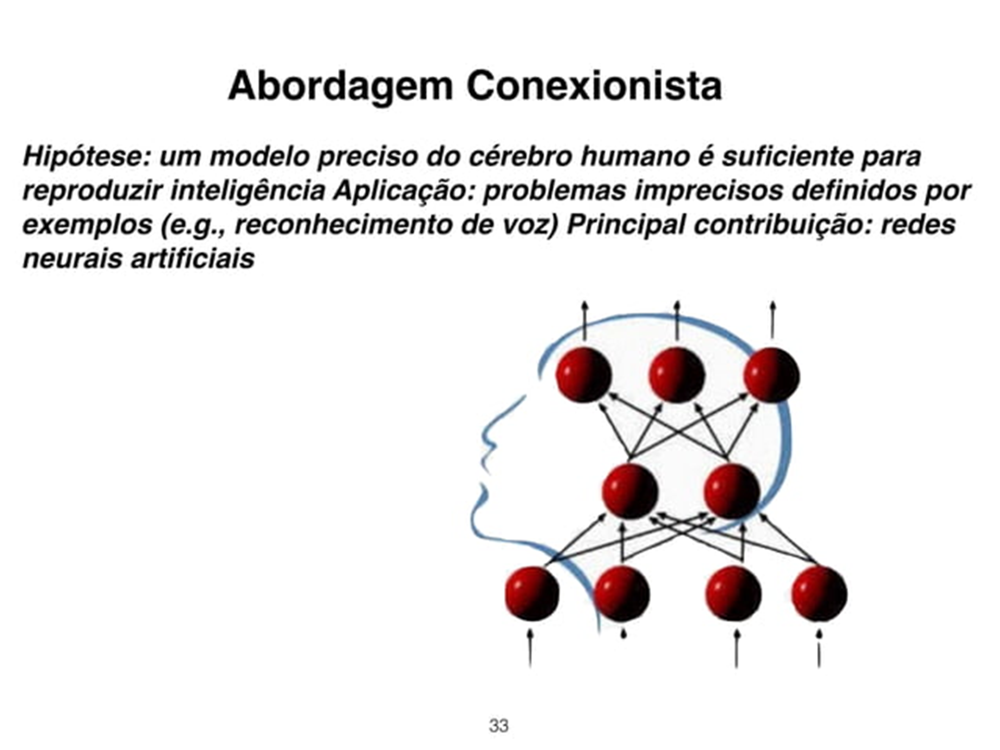 Abordagem Conexionista
Hipótese: um modelo preciso do cérebro humano é suficiente para
reproduzir inteligência Aplicação: problemas imprecisos definidos por
exemplos (e.g., reconhecimento de voz) Principal contribuição: redes
neurais artificiais
33